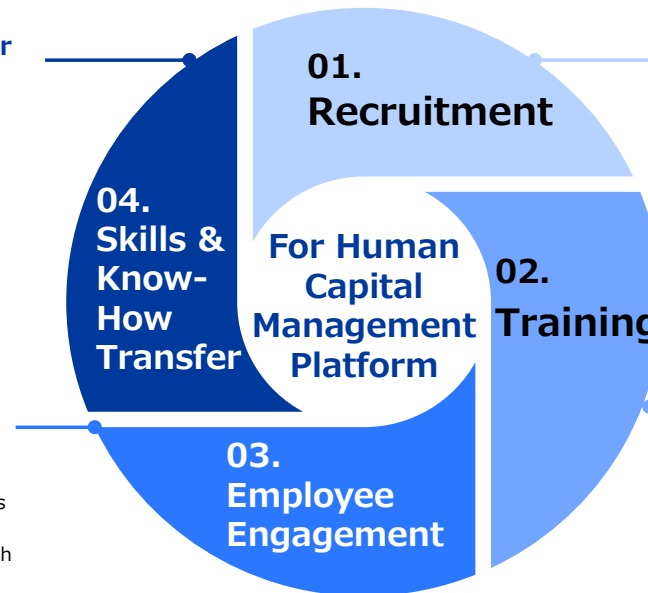 r
01.
Recruitment
04.
Skills &
Know-
How
Transfer
For Human
Capital
Management
Platform
02.
Training
03.
Employee
Engagement
s
h